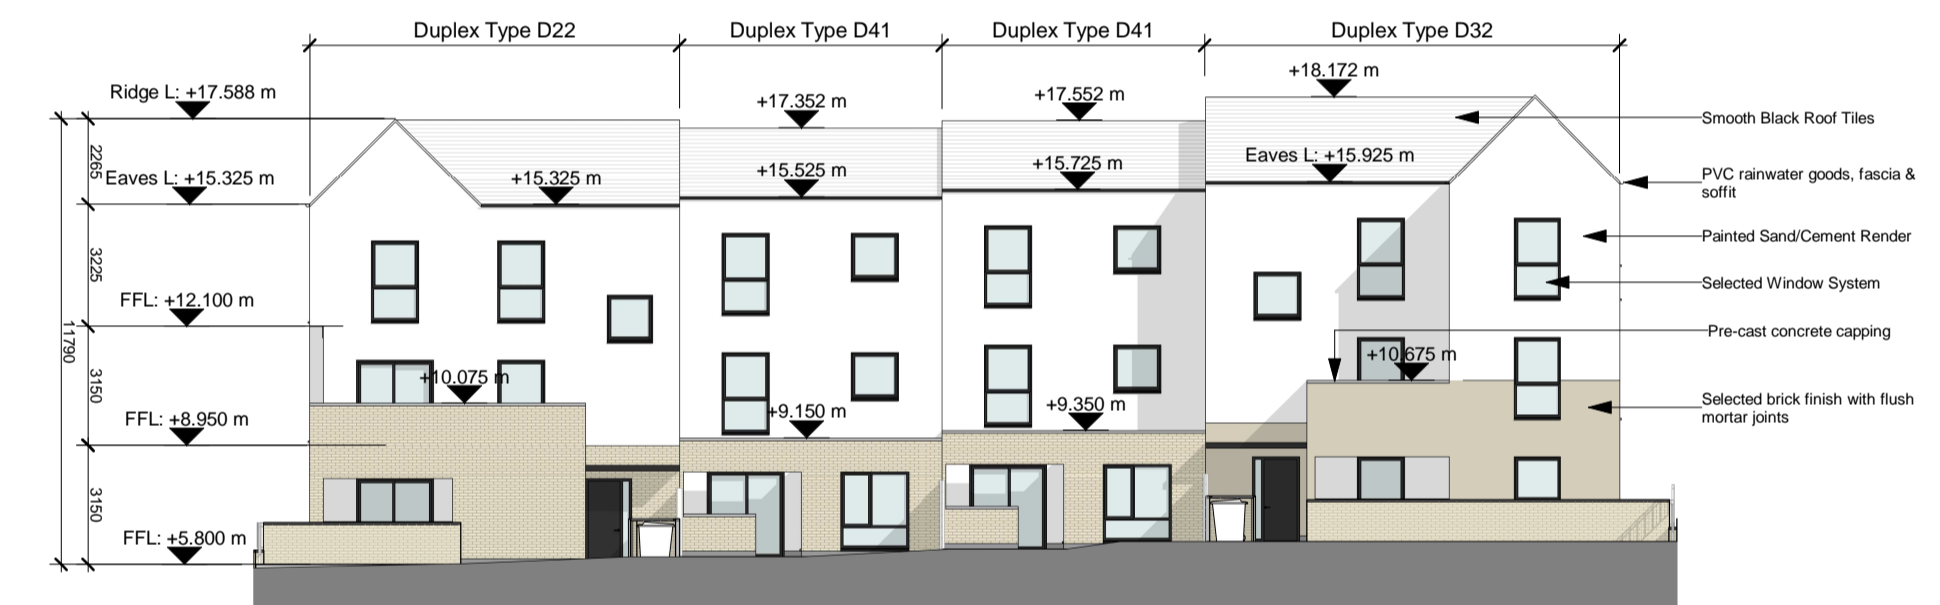 Duplex Type D22
Duplex Type D41
Duplex Type D41
Duplex Type D32
+18.172 m
Ridge L: +17.588 m
+17.352 m
+17.552 m
Smooth Black Roof Tiles
2265
Eaves L: +15.325 m
+15.325 m
+15.525 m
+15.725 m
Eaves L: +15.925 m
PVC rainwater goods, fascia &
soffit
Painted Sand/Cement Render
3225
Selected Window System
FFL: +12.100 m
Pre-cast concrete capping
11790
3150
+10.075 m
+10.675 m
FFL: +8.950 m
+9.150 m
+9.350 m
Selected brick finish with flush
mortar joints
3150
FFL: +5.800 m